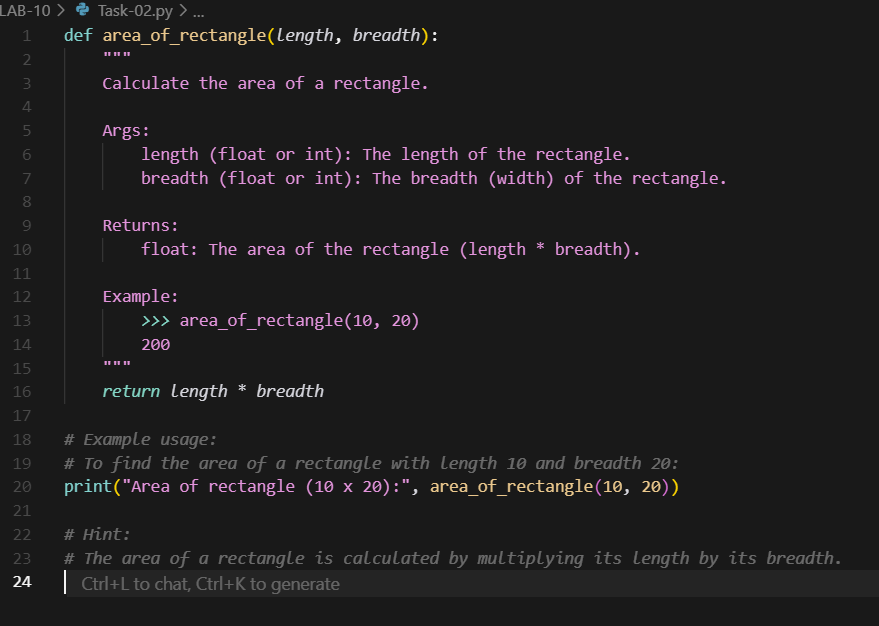 LAB-10 > Task-02.py > ...
1 def area_of_rectangle(length, breadth):
2     """
3     Calculate the area of a rectangle.
4
5     Args:
6         length (float or int): The length of the rectangle.
7         breadth (float or int): The breadth (width) of the rectangle.
8
9     Returns:
10         float: The area of the rectangle (length * breadth).
11
12     Example:
13         >>> area_of_rectangle(10, 20)
14         200
15     """
16     return length * breadth
17
18 # Example usage:
19 # To find the area of a rectangle with length 10 and breadth 20:
20 print("Area of rectangle (10 x 20):", area_of_rectangle(10, 20))
21
22 # Hint:
23 # The area of a rectangle is calculated by multiplying its length by its breadth.
24 Ctrl+L to chat, Ctrl+K to generate